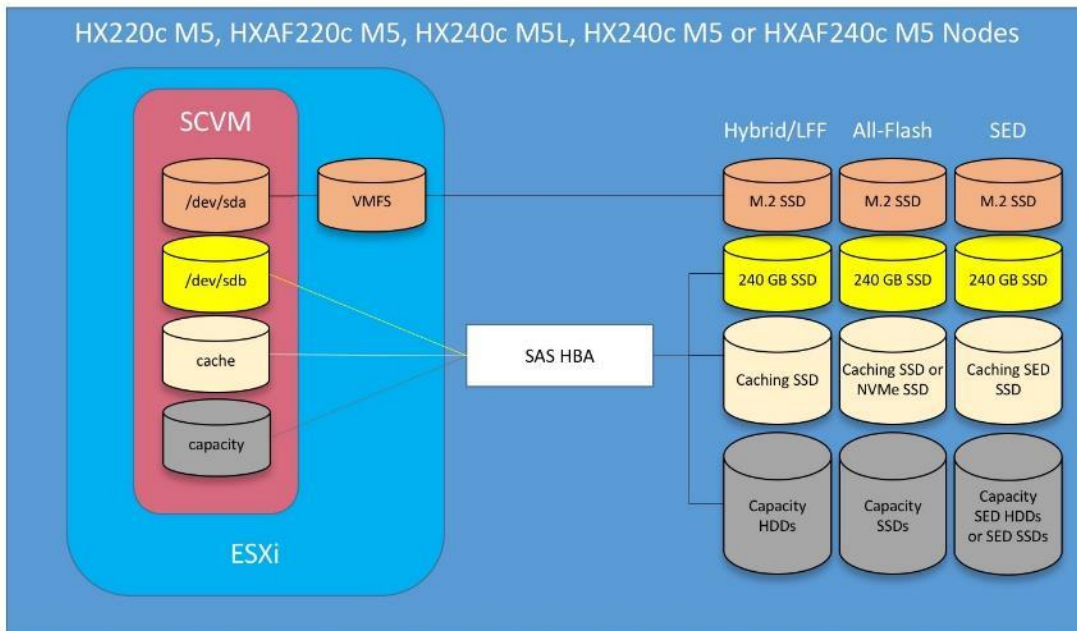 HX220c M5, HXAF220c M5, HX240c M5L, HX240c M5 or HXAF240c M5 Nodes
SCVM
/dev/sda
VMFS
/dev/sdb
cache
capacity
ESXi
SAS HBA
Hybrid/LFF
All-Flash
SED
M.2 SSD
M.2 SSD
M.2 SSD
240 GB SSD
240 GB SSD
240 GB SSD
Caching SSD
Caching SSD or
NVMe SSD
Caching SED
SSD
Capacity
HDDs
Capacity
SSDs
Capacity
SED HDDs
or SED SSDs